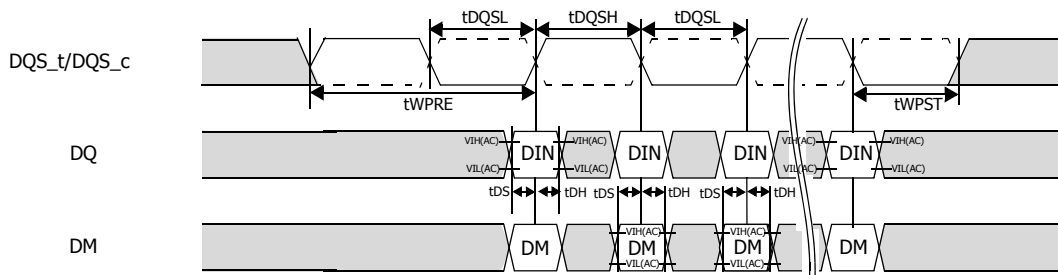 tDQSL tDQSH tDQSL
DQS_t/DQS_c
tWPRE tWPST
DQ
VIH(AC) DIN VIH(AC) DIN DIN VIH(AC) DIN VIH(AC)
VIL(AC) VIL(AC) VIL(AC) VIL(AC)
tDS tDH tDS tDH tDS tDH
DM
DM VIH(AC) DM VIL(AC) VIH(AC) DM VIL(AC) DM